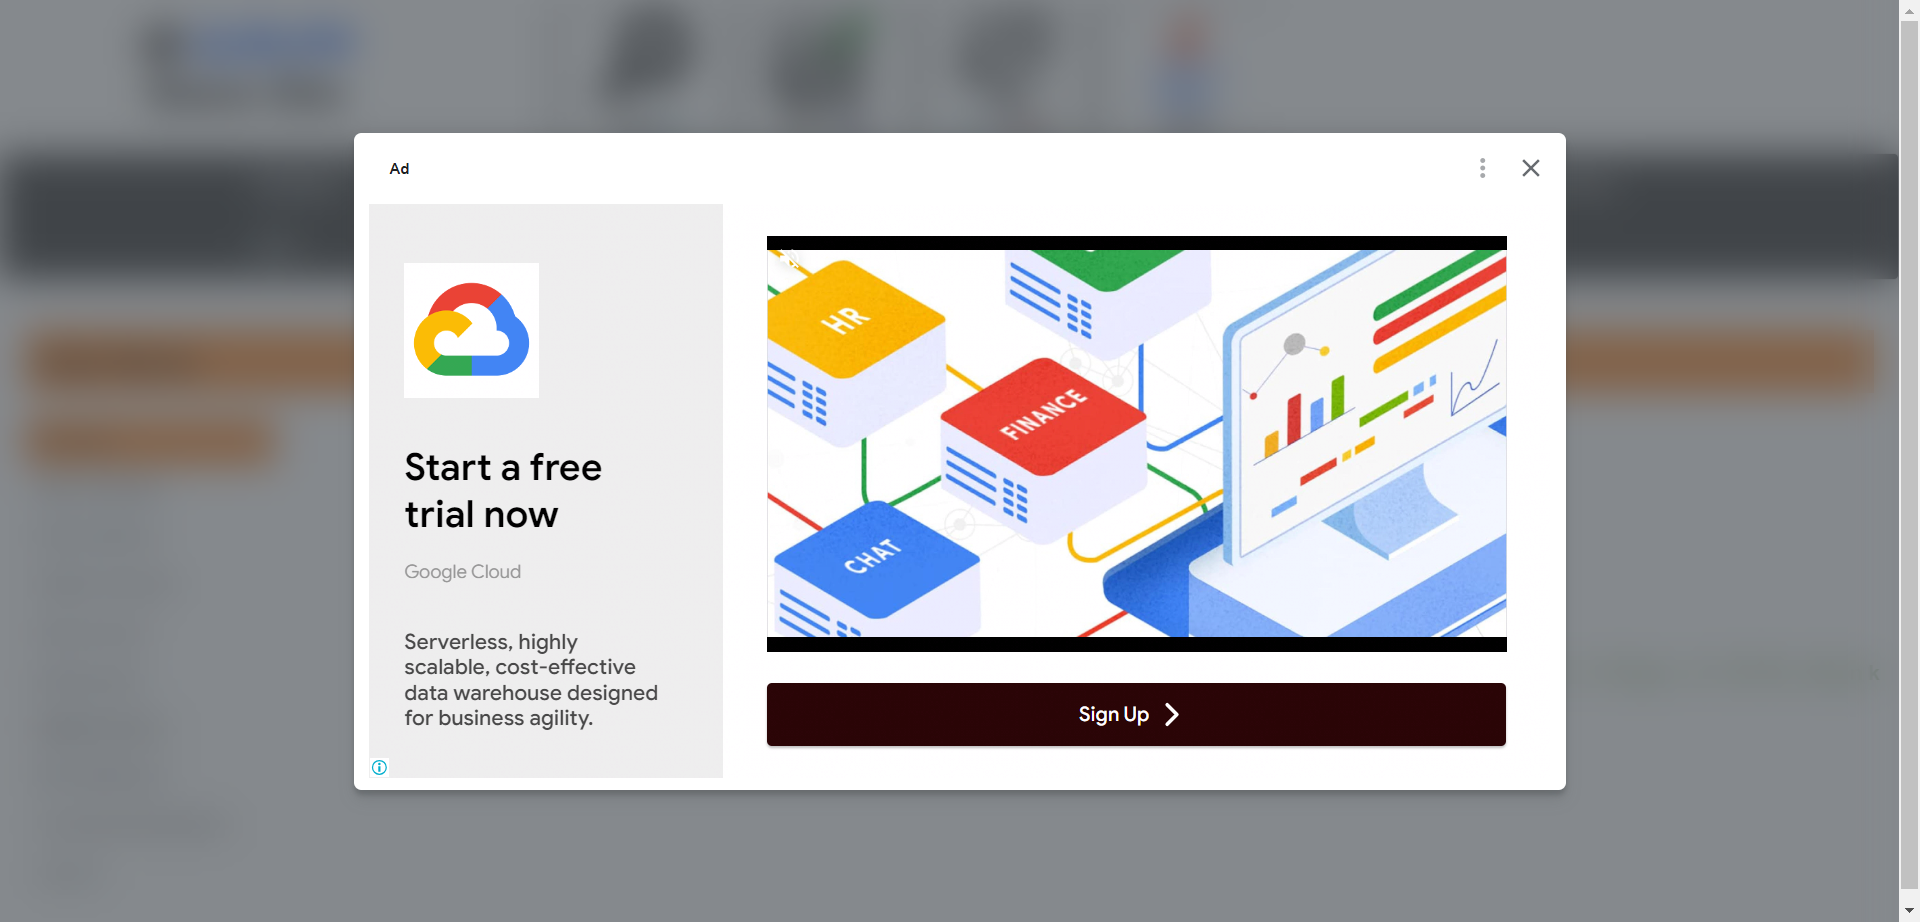 Ad
Start a free
trial now
Google Cloud
Serverless, highly
scalable, cost-effective
data warehouse designed
for business agility.
HR
FINANCE
CHAT
Sign Up